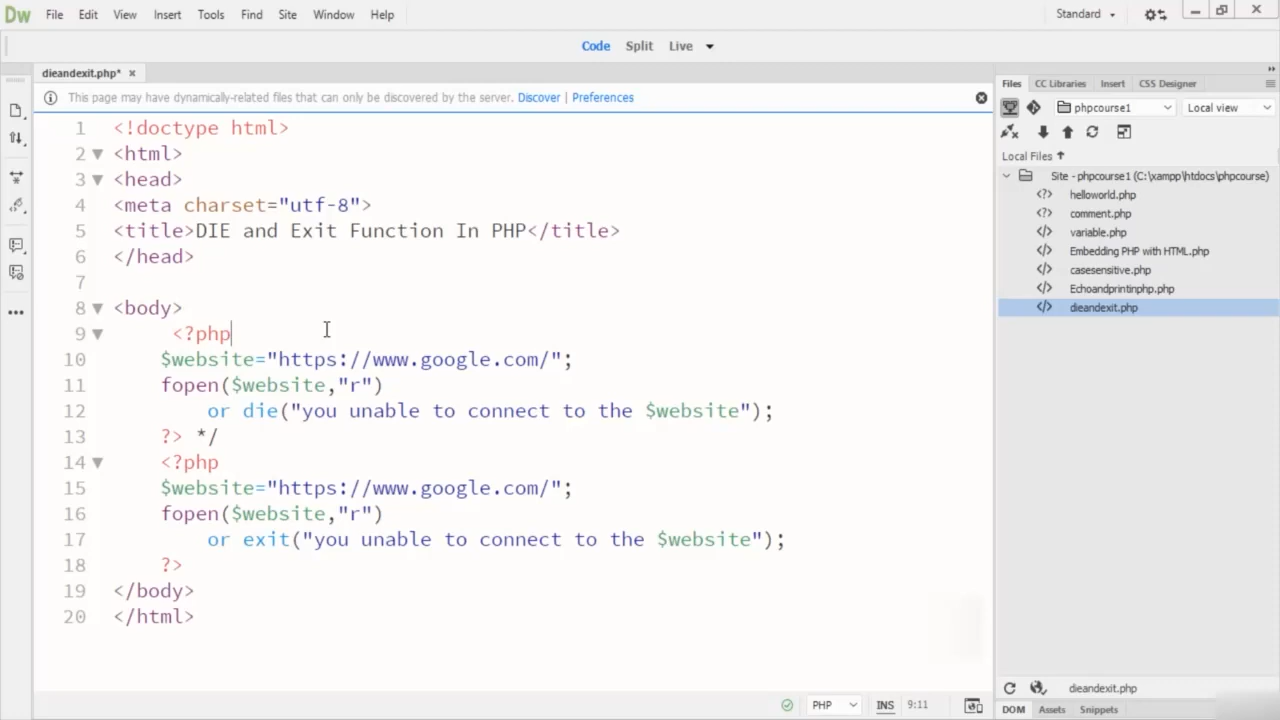 Dw File Edit View Insert Tools Find Site Window Help Standard
Code Split Live
dieandexit.php* ×
This page may have dynamically-related files that can only be discovered by the server. Discover | Preferences
1 <!doctype html>
2 <html>
3 <head>
4 <meta charset="utf-8">
5 <title>DIE and Exit Function In PHP</title>
6 </head>
7
8 <body>
9 <?php
10 $website="https://www.google.com/";
11 fopen($website,"r")
12 or die("you unable to connect to the $website");
13 ?> */
14 <?php
15 $website="https://www.google.com/";
16 fopen($website,"r")
17 or exit("you unable to connect to the $website");
18 ?>
19 </body>
20 </html>
PHP INS 9:11
Files CC Libraries Insert CSS Designer
phpcourse1 Local view
Local Files
Site - phpcourse1 (C:\xampp\htdocs\phpcourse)
helloworld.php
comment.php
variable.php
Embedding PHP with HTML.php
casesensitive.php
Echoandprintinphp.php
dieandexit.php
dieandexit.php
DOM Assets Snippets